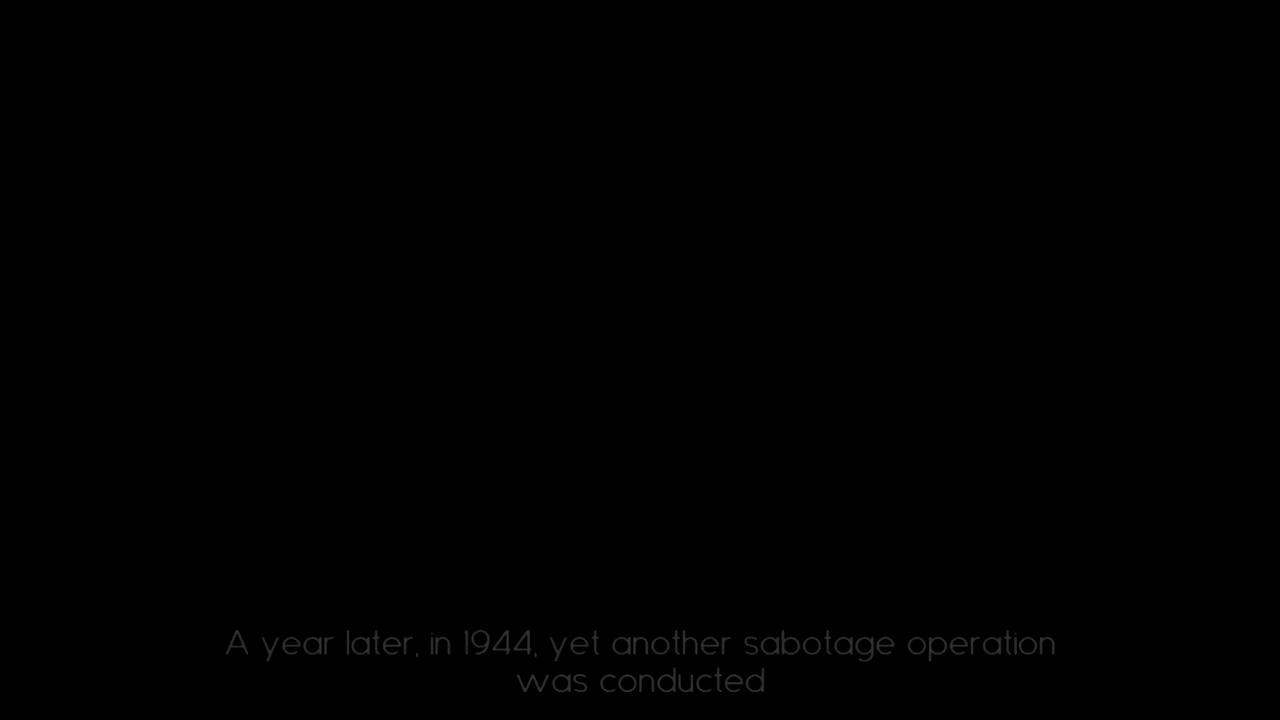 A year later, in 1944, yet another sabotage operation
was conducted